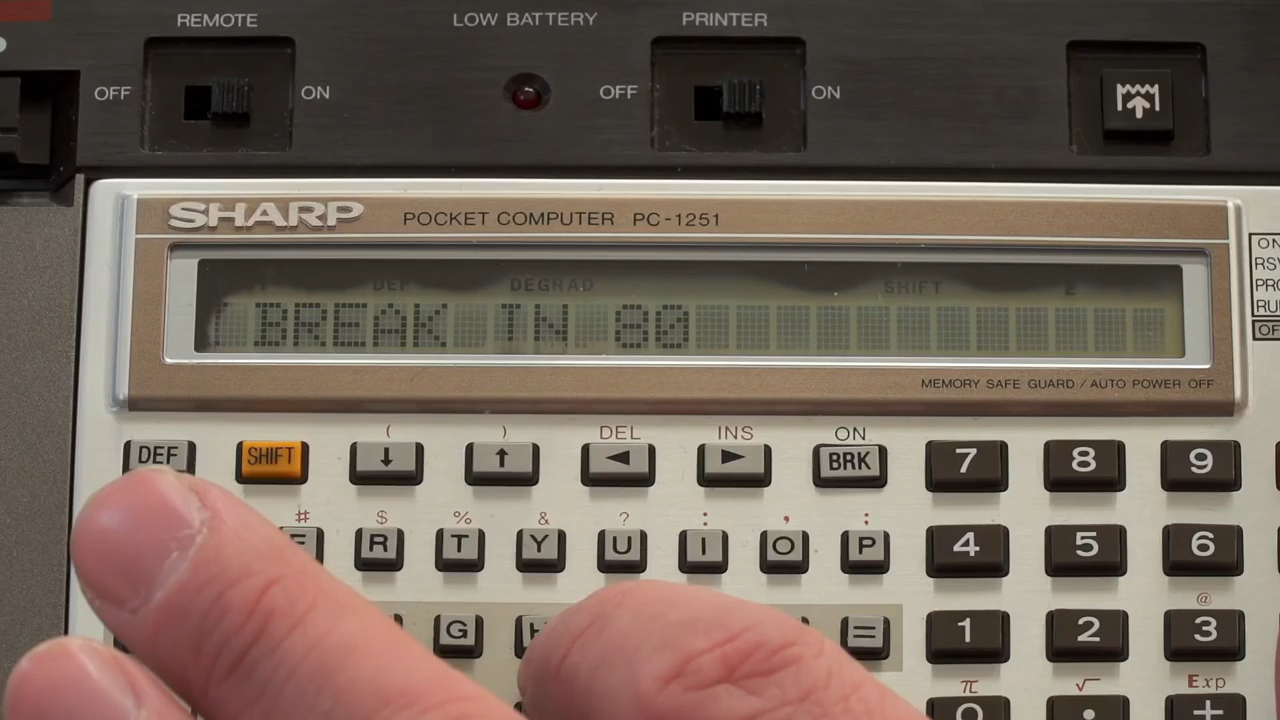 REMOTE LOW BATTERY PRINTER
OFF ON OFF ON
SHARP POCKET COMPUTER PC-1251
DEF DEGRAD SHIFT E
BREAK IN 80
MEMORY SAFE GUARD / AUTO POWER OFF
( ) DEL INS ON
DEF SHIFT ↓ ↑ ◄ ► BRK 7 8 9
# $ % & ? : , ;
R T Y U I O P 4 5 6
@
G = 1 2 3
π √ Exp
0 • +